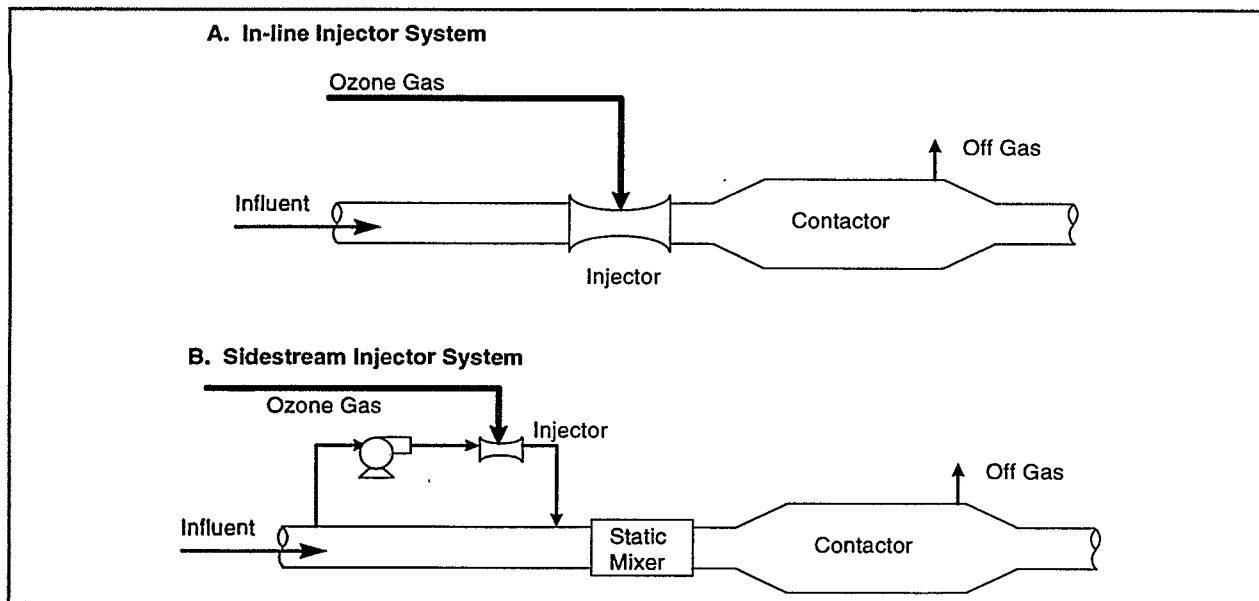 A. In-line Injector System
Ozone Gas
Off Gas
Influent
Contactor
Injector
B. Sidestream Injector System
Ozone Gas
Injector
Off Gas
Influent
Static
Mixer
Contactor